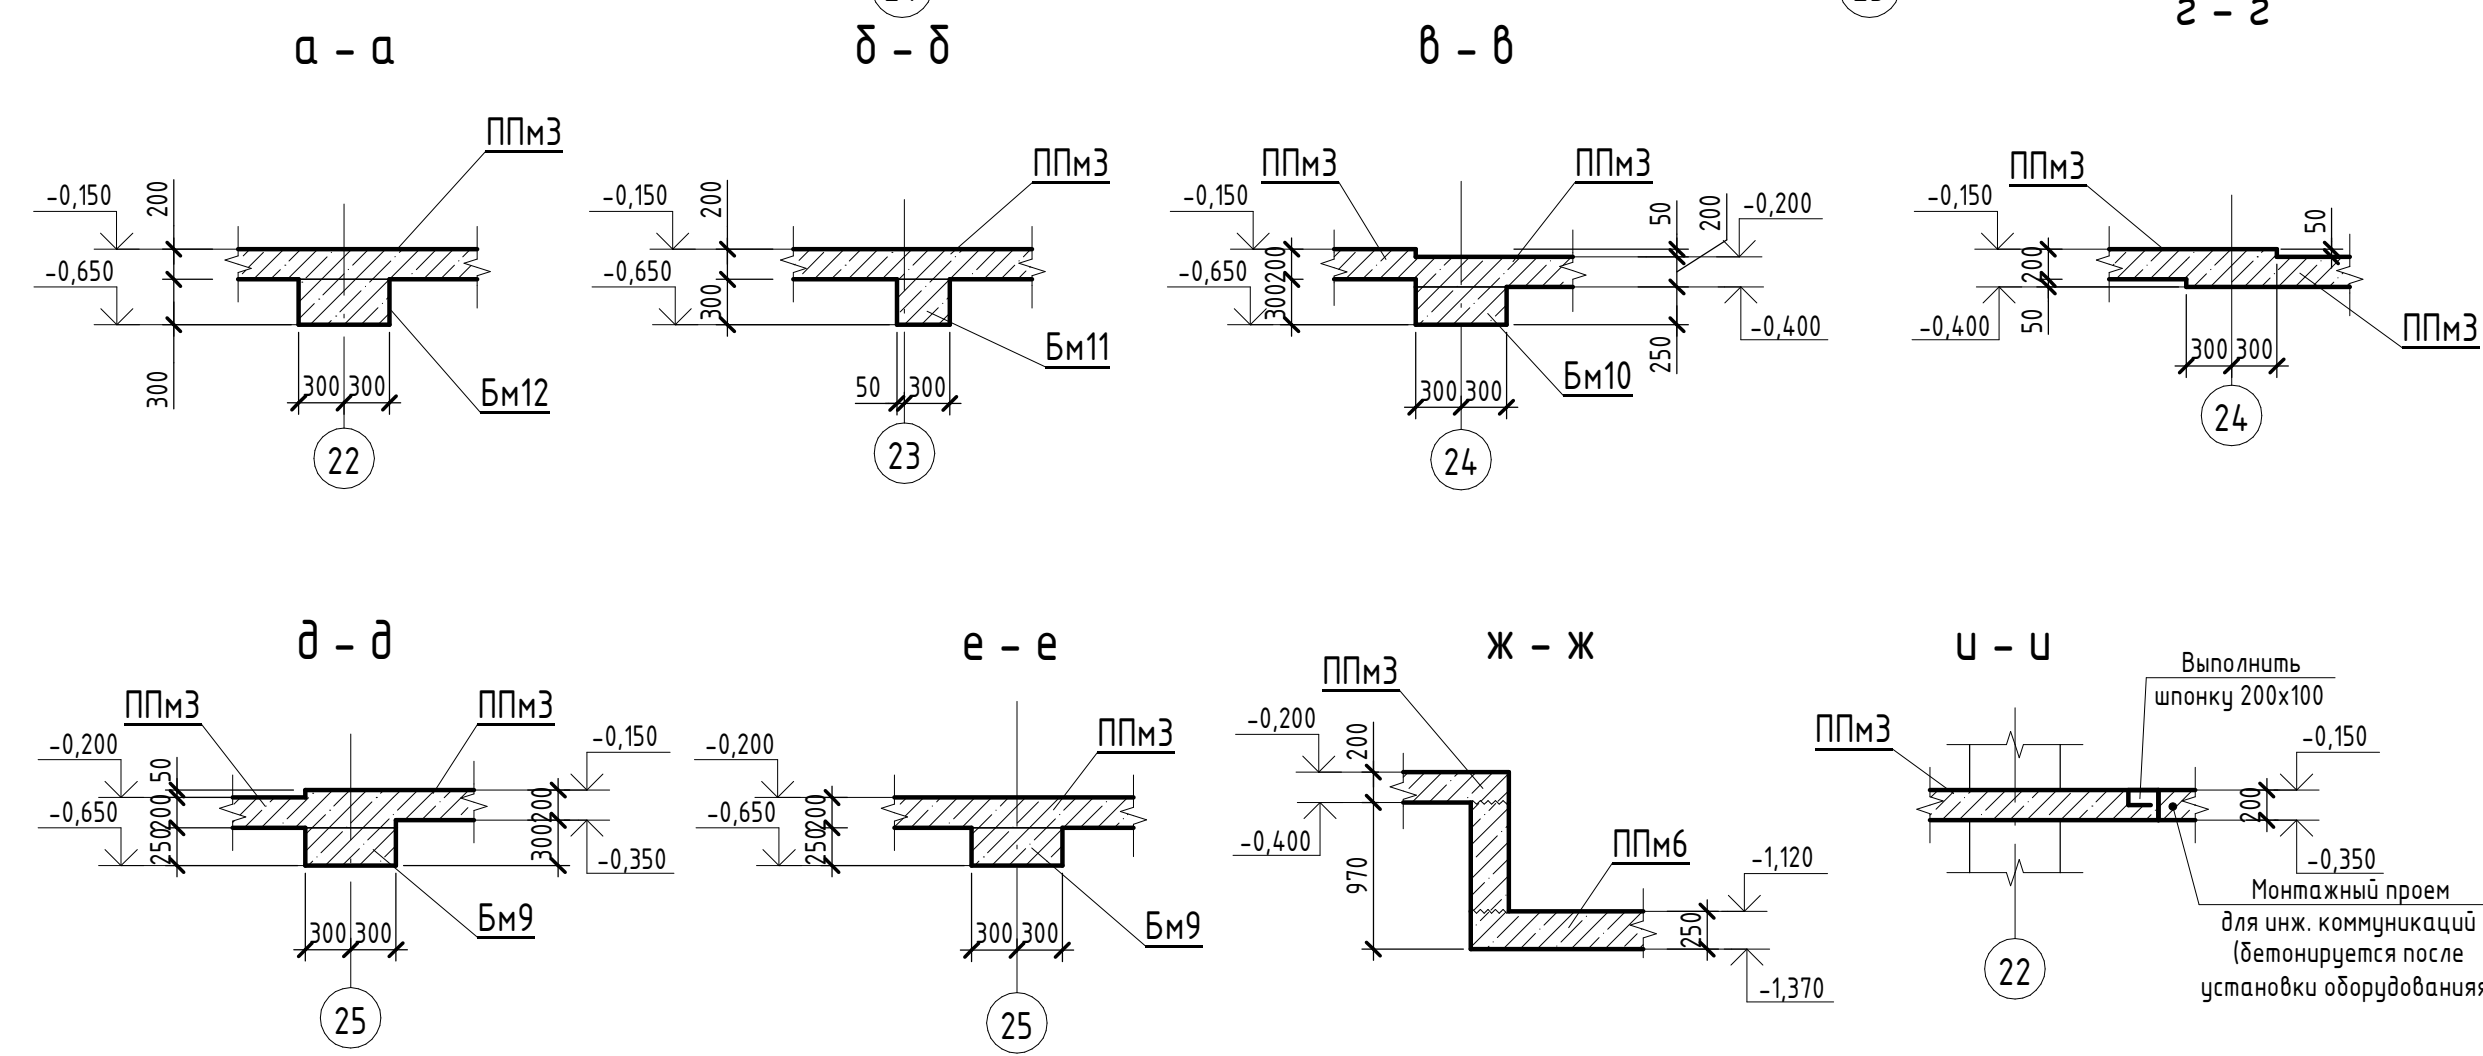 а - а
ППм3
-0,150
200
-0,650
300
300 300
Бм12
22
б - б
ППм3
-0,150
200
-0,650
300
50 300
Бм11
23
в - в
ППм3
ППм3
-0,150
200
-0,650
300
50
200
-0,200
-0,400
250
300 300
Бм10
24
г - г
ППм3
-0,150
200
-0,400
50
50
300 300
ППм3
24
д - д
ППм3
ППм3
-0,200
50
200
-0,650
250
-0,150
200
300
-0,350
300 300
Бм9
25
е - е
ППм3
-0,200
200
-0,650
250
300 300
Бм9
25
ж - ж
ППм3
-0,200
200
-0,400
970
ППм6
-1,120
250
-1,370
и - и
Выполнить
шпонку 200х100
ППм3
-0,150
200
-0,350
Монтажный проем
для инж. коммуникаций
(бетонируется после
установки оборудования
22